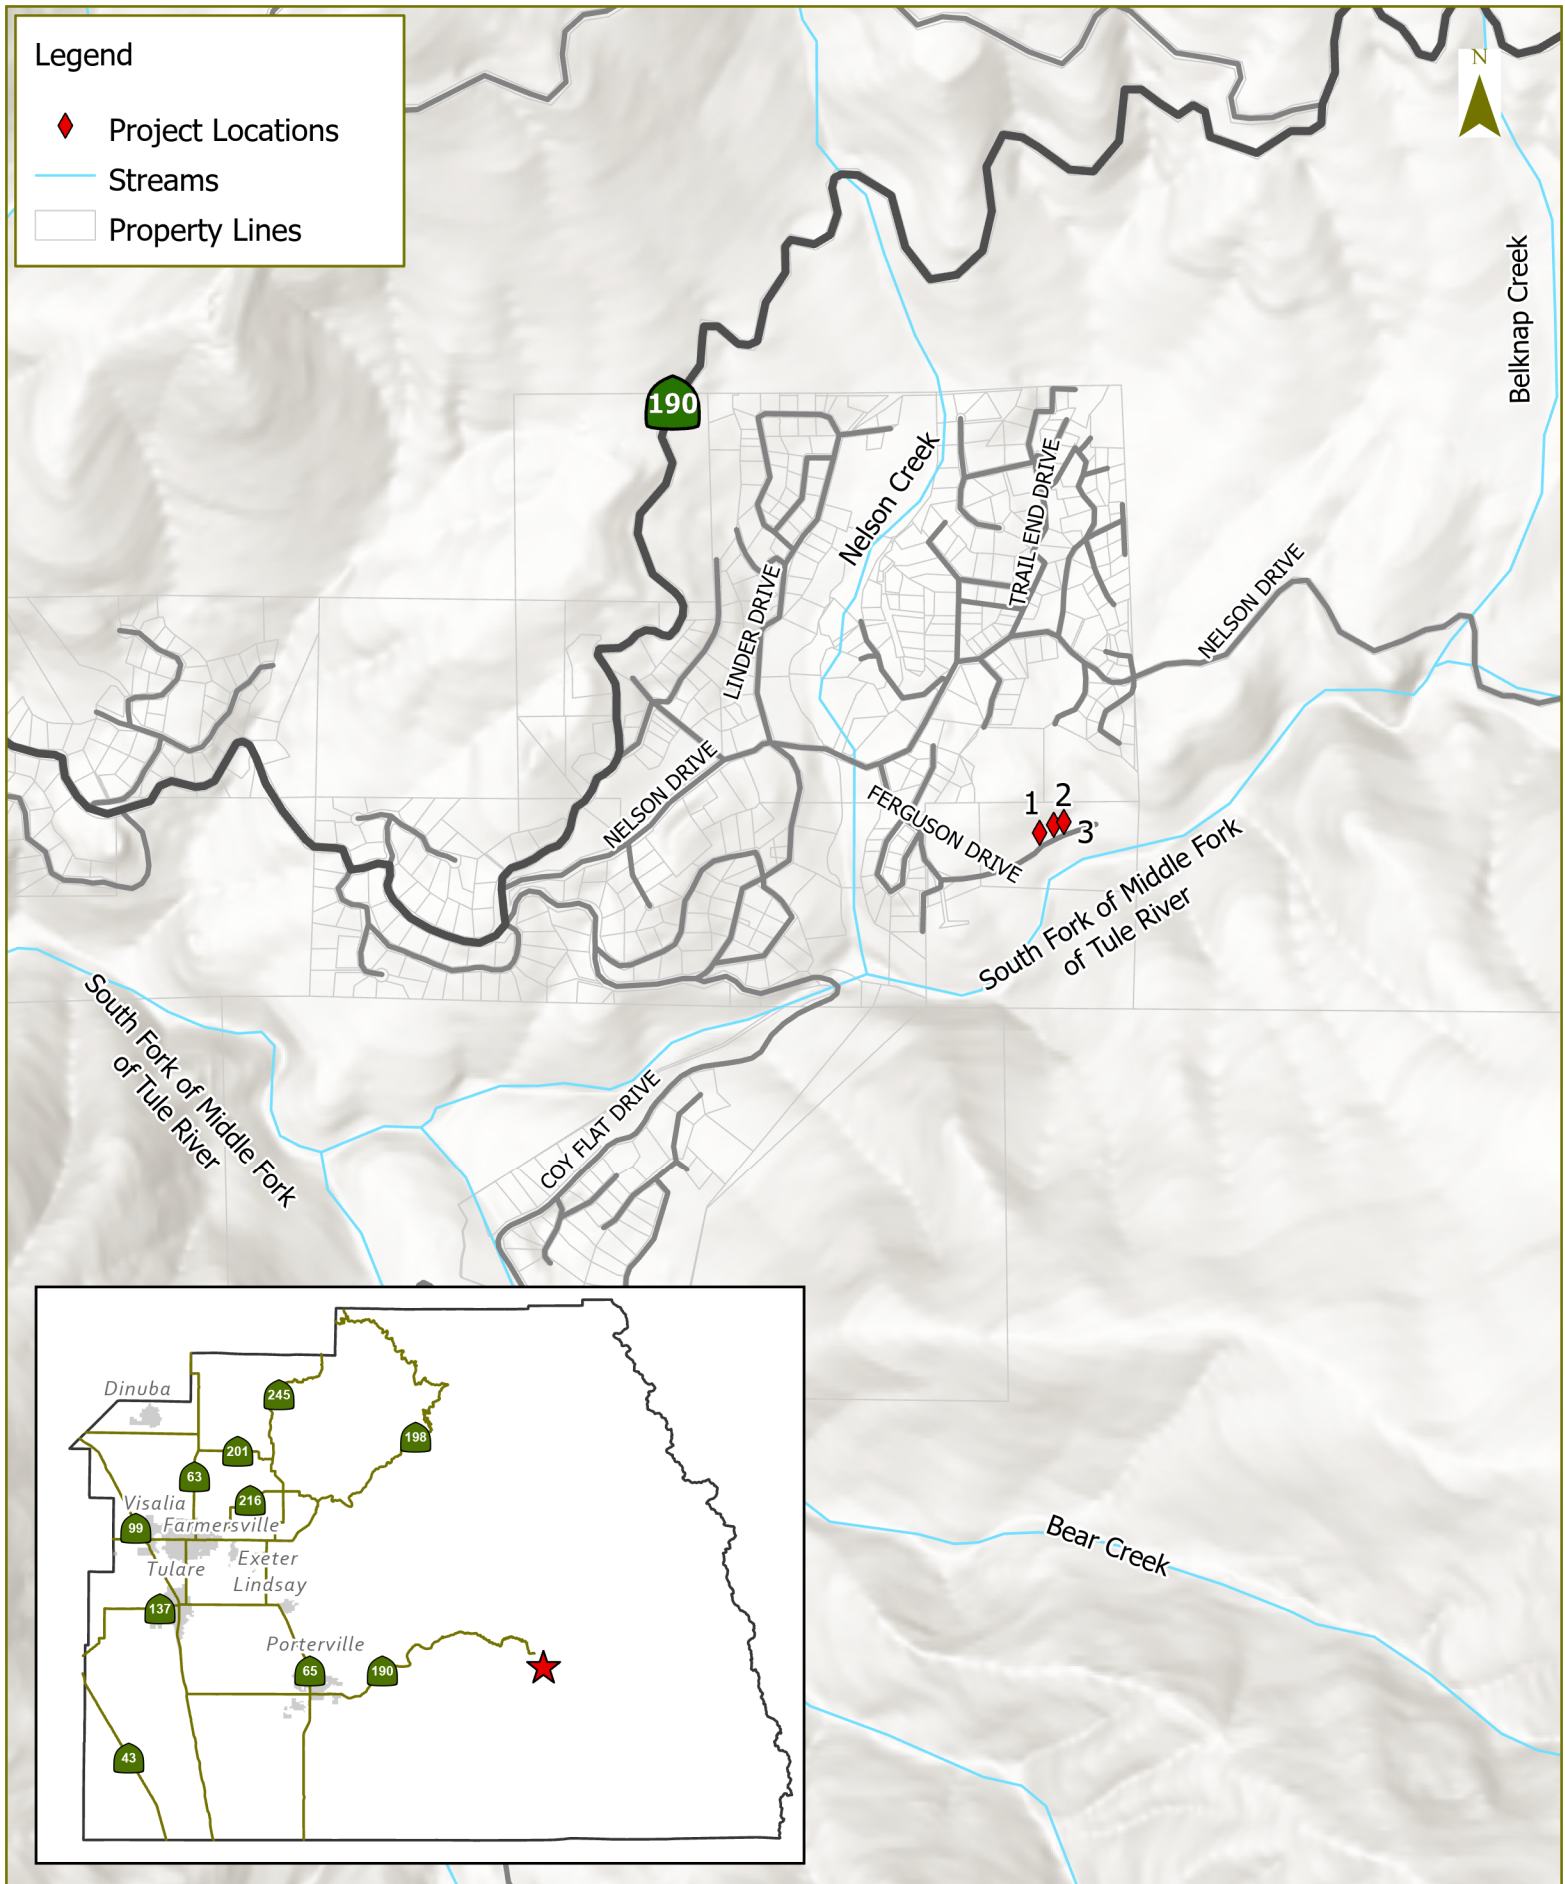 Legend
Project Locations
Streams
Property Lines
N
Belknap Creek
190
Nelson Creek
TRAIL END DRIVE
LINDER DRIVE
NELSON DRIVE
NELSON DRIVE
FERGUSON DRIVE
1
2
3
South Fork of Middle Fork
of Tule River
South Fork of Middle Fork
of Tule River
COY FLAT DRIVE
Bear Creek
Dinuba
245
198
201
63
216
Visalia
99
Farmersville
Exeter
Tulare
Lindsay
137
Porterville
65
190
43